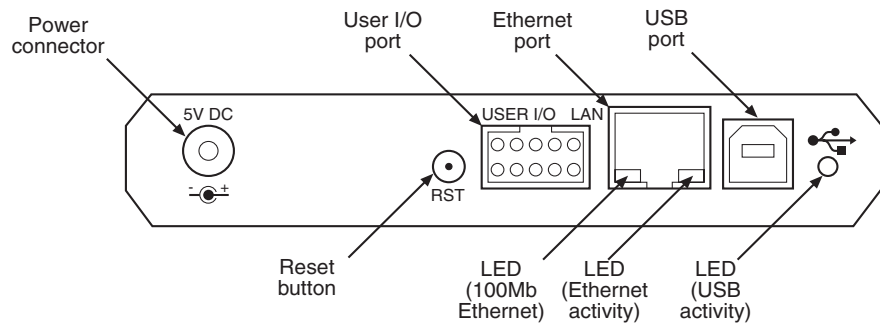 Power
connector
User I/O
port
Ethernet
port
USB
port
5V DC
USER I/O
LAN
- +
RST
Reset
button
LED
(100Mb
Ethernet)
LED
(Ethernet
activity)
LED
(USB
activity)